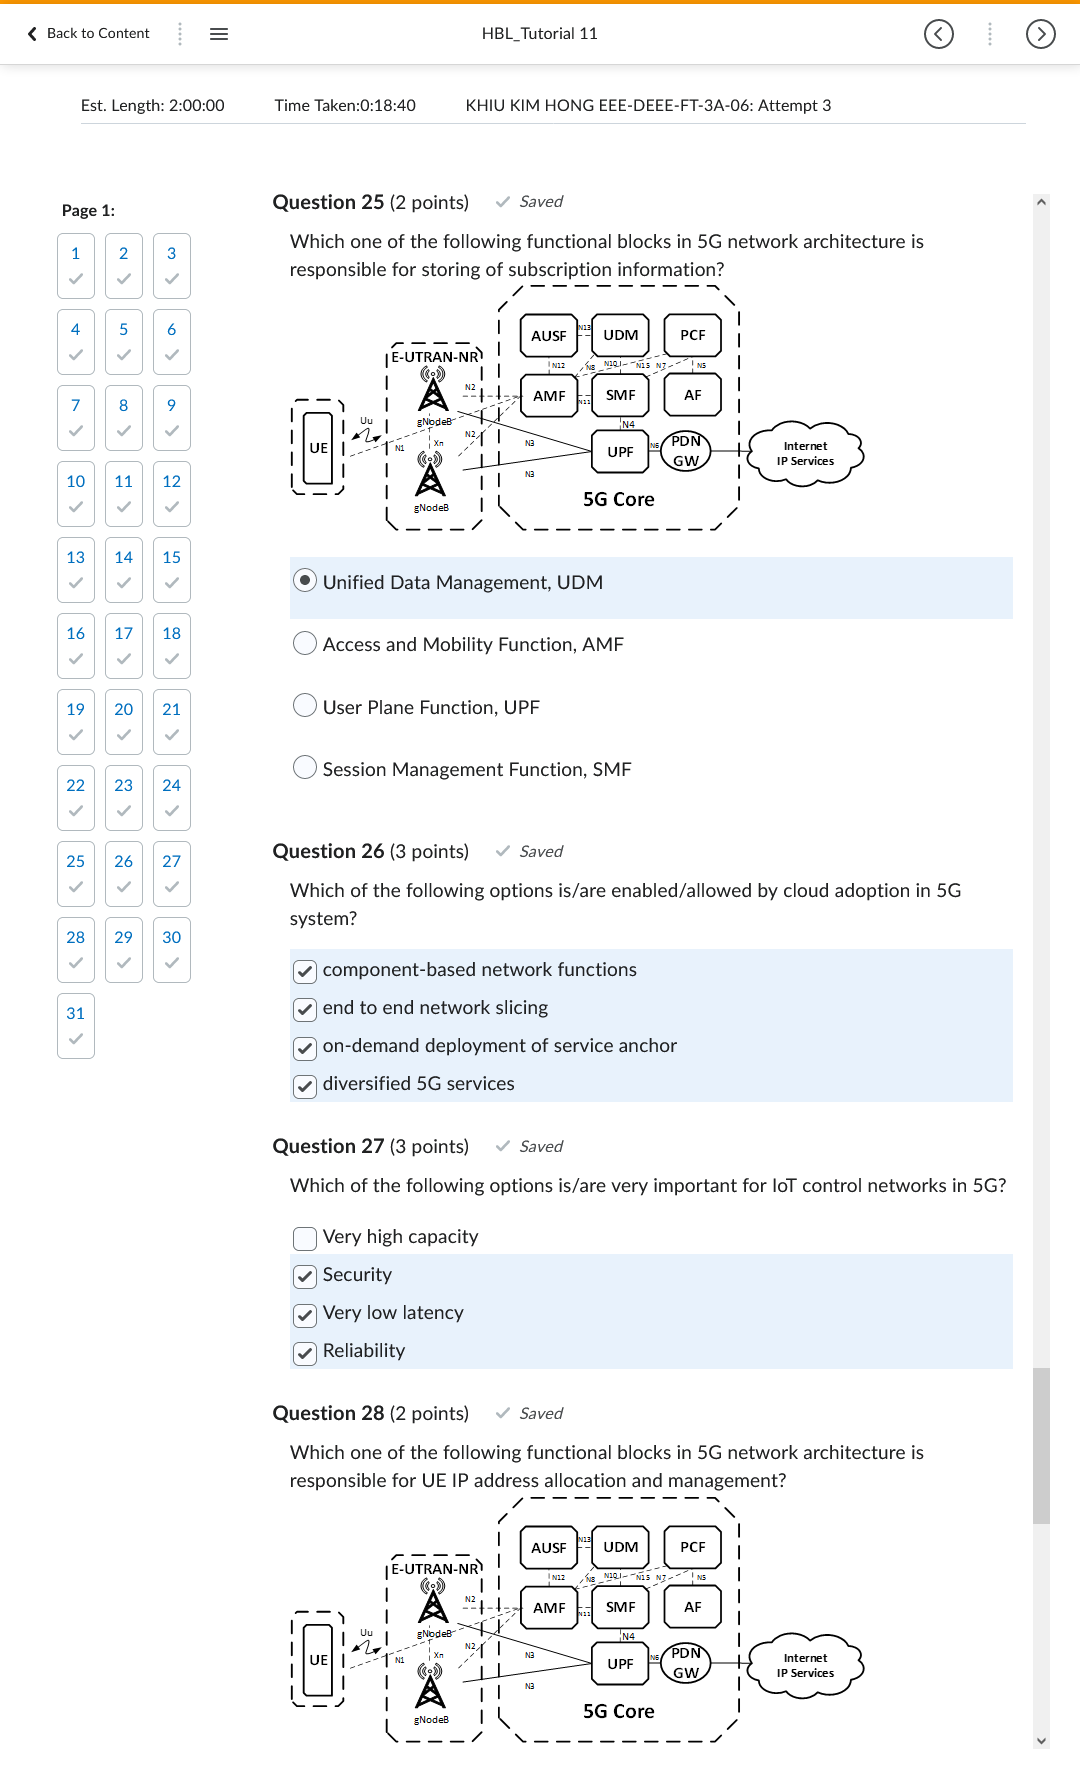 Back to Content
HBL_Tutorial 11
Est. Length: 2:00:00 Time Taken:0:18:40 KHIU KIM HONG EEE-DEEE-FT-3A-06: Attempt 3
Page 1:
1 2 3
4 5 6
7 8 9
10 11 12
13 14 15
16 17 18
19 20 21
22 23 24
25 26 27
28 29 30
31
Question 25 (2 points) Saved
Which one of the following functional blocks in 5G network architecture is
responsible for storing of subscription information?
AUSF N13 UDM PCF
E-UTRAN-NR N12 N8 N10 N15 N7 N5
N2 AMF N11 SMF AF
Uu gNodeB N4
UE N1 Xn N2 N3 UPF N6 PDN GW Internet
IP Services
N3
gNodeB 5G Core
Unified Data Management, UDM
Access and Mobility Function, AMF
User Plane Function, UPF
Session Management Function, SMF
Question 26 (3 points) Saved
Which of the following options is/are enabled/allowed by cloud adoption in 5G
system?
component-based network functions
end to end network slicing
on-demand deployment of service anchor
diversified 5G services
Question 27 (3 points) Saved
Which of the following options is/are very important for IoT control networks in 5G?
Very high capacity
Security
Very low latency
Reliability
Question 28 (2 points) Saved
Which one of the following functional blocks in 5G network architecture is
responsible for UE IP address allocation and management?
AUSF N13 UDM PCF
E-UTRAN-NR N12 N8 N10 N15 N7 N5
N2 AMF N11 SMF AF
Uu gNodeB N4
UE N1 Xn N2 N3 UPF N6 PDN GW Internet
IP Services
N3
gNodeB 5G Core